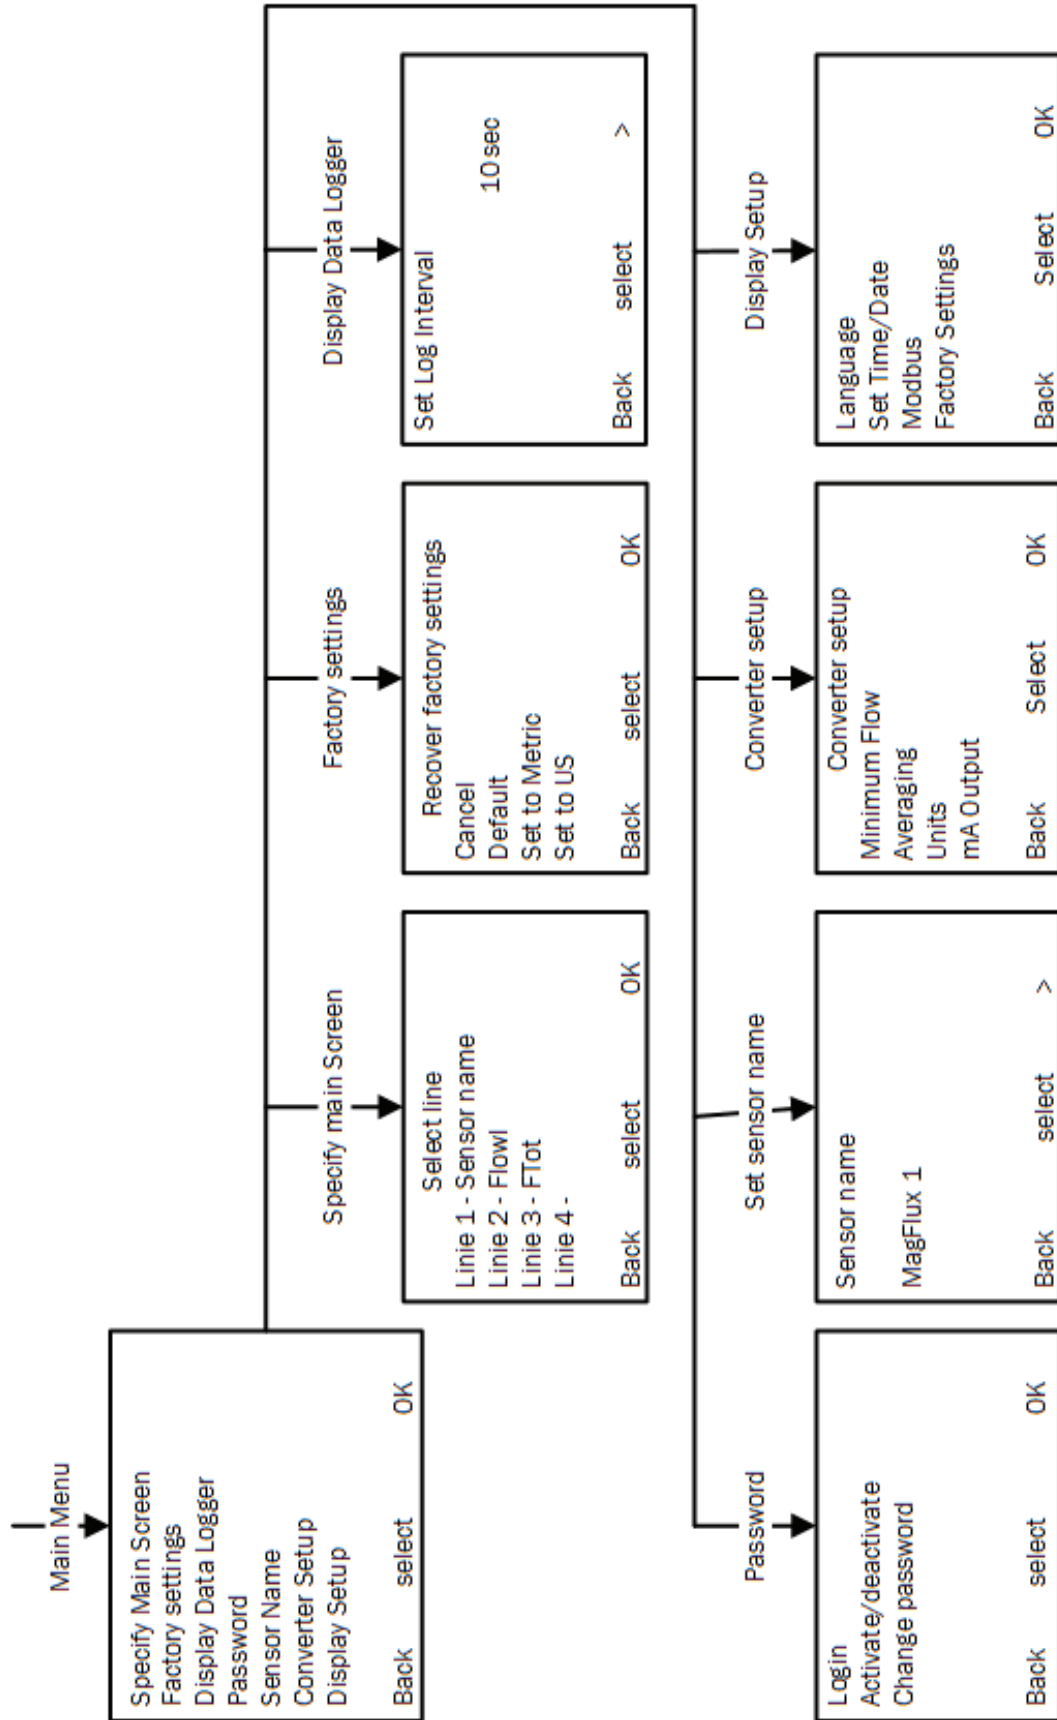 Main Menu
Specify Main Screen
Factory settings
Display Data Logger
Password
Sensor Name
Converter Setup
Display Setup
Back select OK
Specify main Screen
Select line
Linie 1 - Sensor name
Linie 2 - FlowI
Linie 3 - FTot
Linie 4 -
Back select OK
Factory settings
Recover factory settings
Cancel
Default
Set to Metric
Set to US
Back select OK
Display Data Logger
Set Log Interval
10 sec
Back select >
Password
Login
Activate/deactivate
Change password
Back select OK
Set sensor name
Sensor name
MagFlux 1
Back select >
Converter setup
Converter setup
Minimum Flow
Averaging
Units
mA Output
Back Select OK
Display Setup
Language
Set Time/Date
Modbus
Factory Settings
Back Select OK